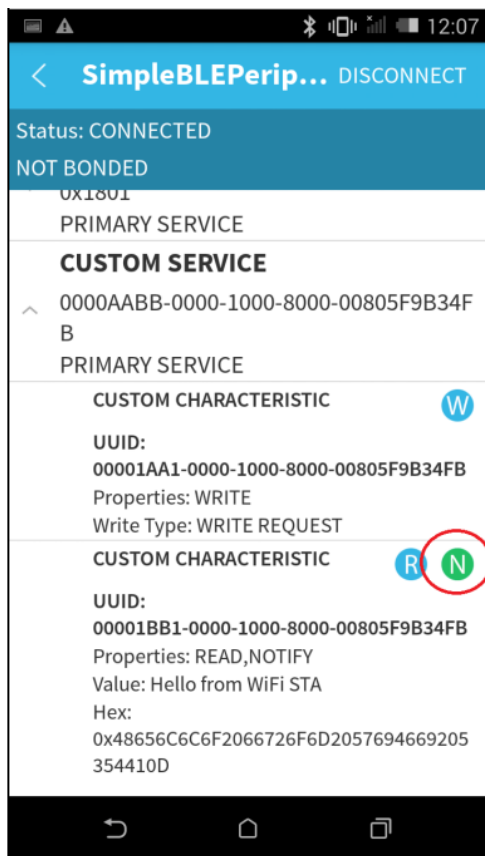 12:07
SimpleBLEPerip... DISCONNECT
Status: CONNECTED
NOT BONDED
0x1801
PRIMARY SERVICE
CUSTOM SERVICE
0000AABB-0000-1000-8000-00805F9B34F
B
PRIMARY SERVICE
CUSTOM CHARACTERISTIC
W
UUID:
00001AA1-0000-1000-8000-00805F9B34FB
Properties: WRITE
Write Type: WRITE REQUEST
CUSTOM CHARACTERISTIC
R N
UUID:
00001BB1-0000-1000-8000-00805F9B34FB
Properties: READ,NOTIFY
Value: Hello from WiFi STA
Hex:
0x48656C6C6F2066726F6D2057694669205
354410D